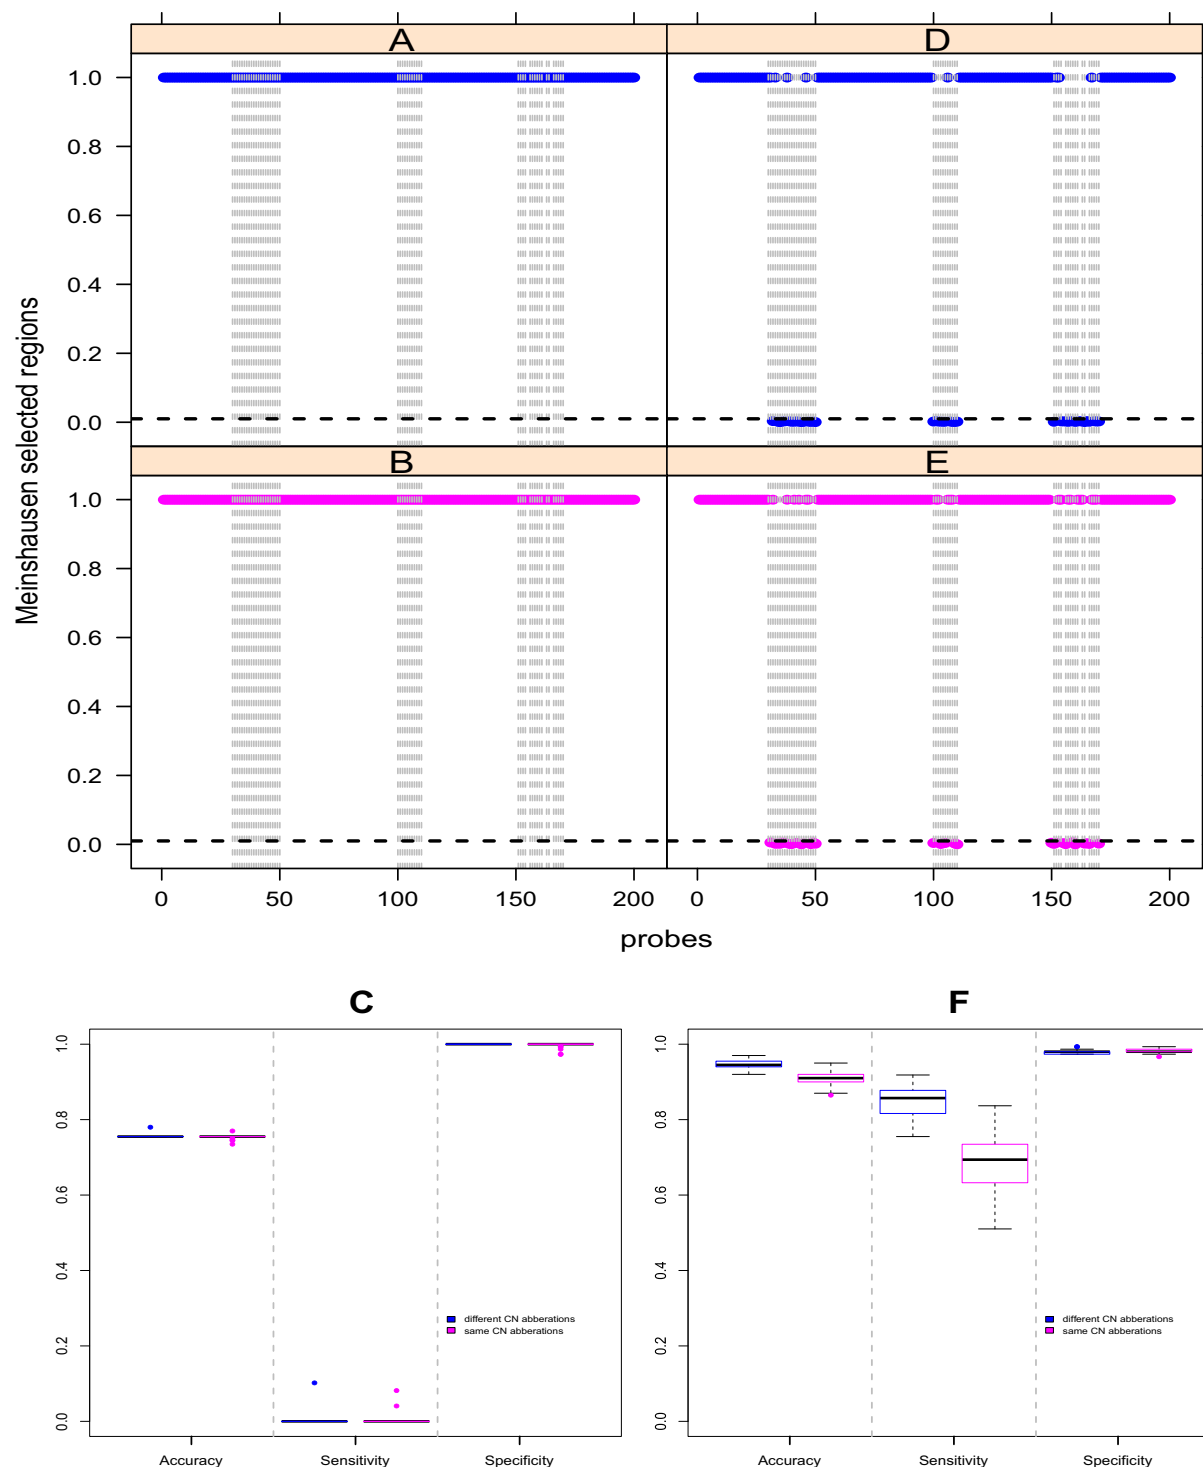 A
D
1.0
0.8
0.6
0.4
0.2
0.0
B
E
1.0
0.8
0.6
0.4
0.2
0.0
Meinshausen selected regions
0 50 100 150 200
0 50 100 150 200
probes
C
1.0
0.8
0.6
0.4
0.2
0.0
different CN abberations
same CN abberations
Accuracy Sensitivity Specificity
F
1.0
0.8
0.6
0.4
0.2
0.0
different CN abberations
same CN abberations
Accuracy Sensitivity Specificity